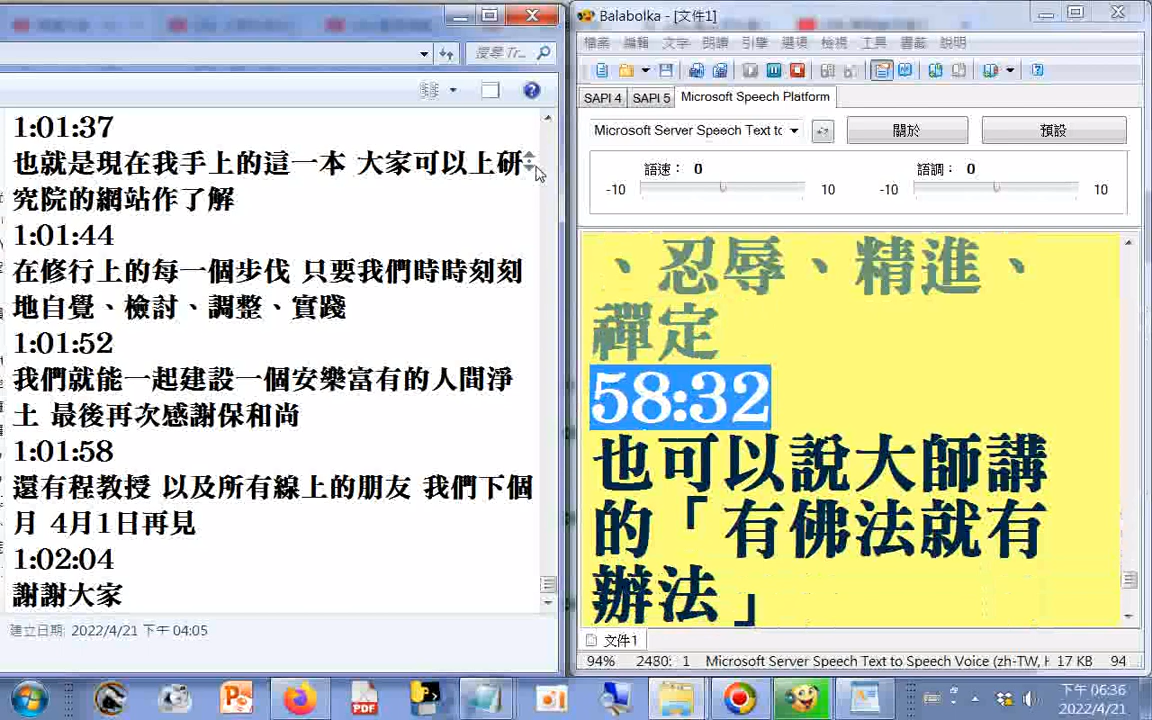 搜尋 Tr...
1:01:37
也就是現在我手上的這一本 大家可以上研
究院的網站作了解
1:01:44
在修行上的每一個步伐 只要我們時時刻刻
地自覺、檢討、調整、實踐
1:01:52
我們就能一起建設一個安樂富有的人間淨
土 最後再次感謝保和尚
1:01:58
還有程教授 以及所有線上的朋友 我們下個
月 4月1日再見
1:02:04
謝謝大家
建立日期: 2022/4/21 下午 04:05
Balabolka - [文件1]
檔案 編輯 文字 朗讀 引擎 選項 檢視 工具 書籤 說明
SAPI 4 SAPI 5 Microsoft Speech Platform
Microsoft Server Speech Text to
關於 預設
語速: 0 語調: 0
-10 10 -10 10
、忍辱、精進、
禪定
58:32
也可以說大師講
的「有佛法就有
辦法」
文件1
94% 2480: 1 Microsoft Server Speech Text to Speech Voice (zh-TW, H 17 KB 94
PDF
下午 06:36
2022/4/21